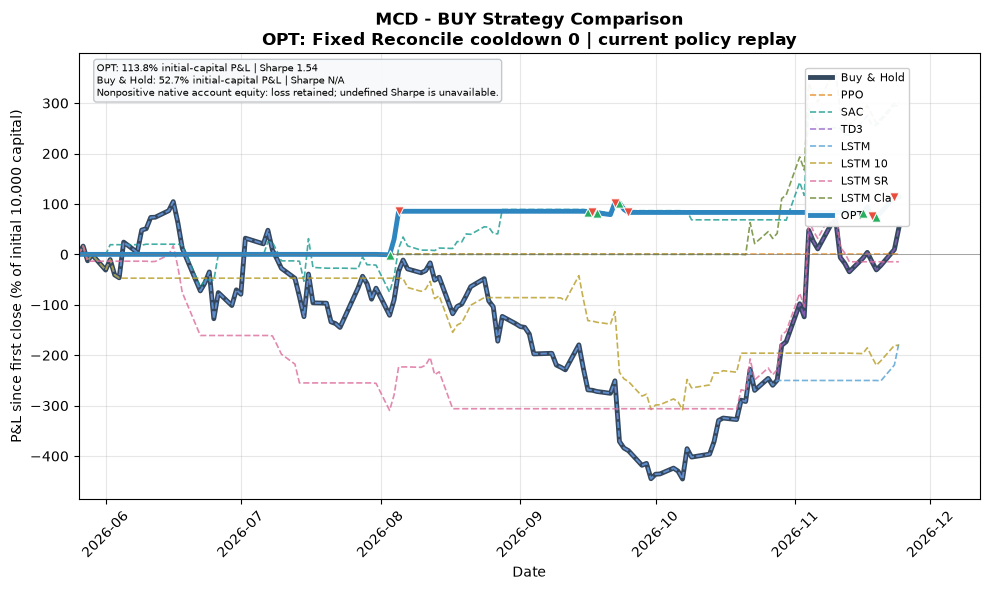 MCD - BUY Strategy Comparison
OPT: Fixed Reconcile cooldown 0 | current policy replay
OPT: 113.8% initial-capital P&L | Sharpe 1.54
Buy & Hold: 52.7% initial-capital P&L | Sharpe N/A
Nonpositive native account equity: loss retained; undefined Sharpe is unavailable.
Buy & Hold
PPO
SAC
TD3
LSTM
LSTM 10
LSTM SR
LSTM Cla
OPT
P&L since first close (% of initial 10,000 capital)
300
200
100
0
−100
−200
−300
−400
2026-06
2026-07
2026-08
2026-09
2026-10
2026-11
2026-12
Date